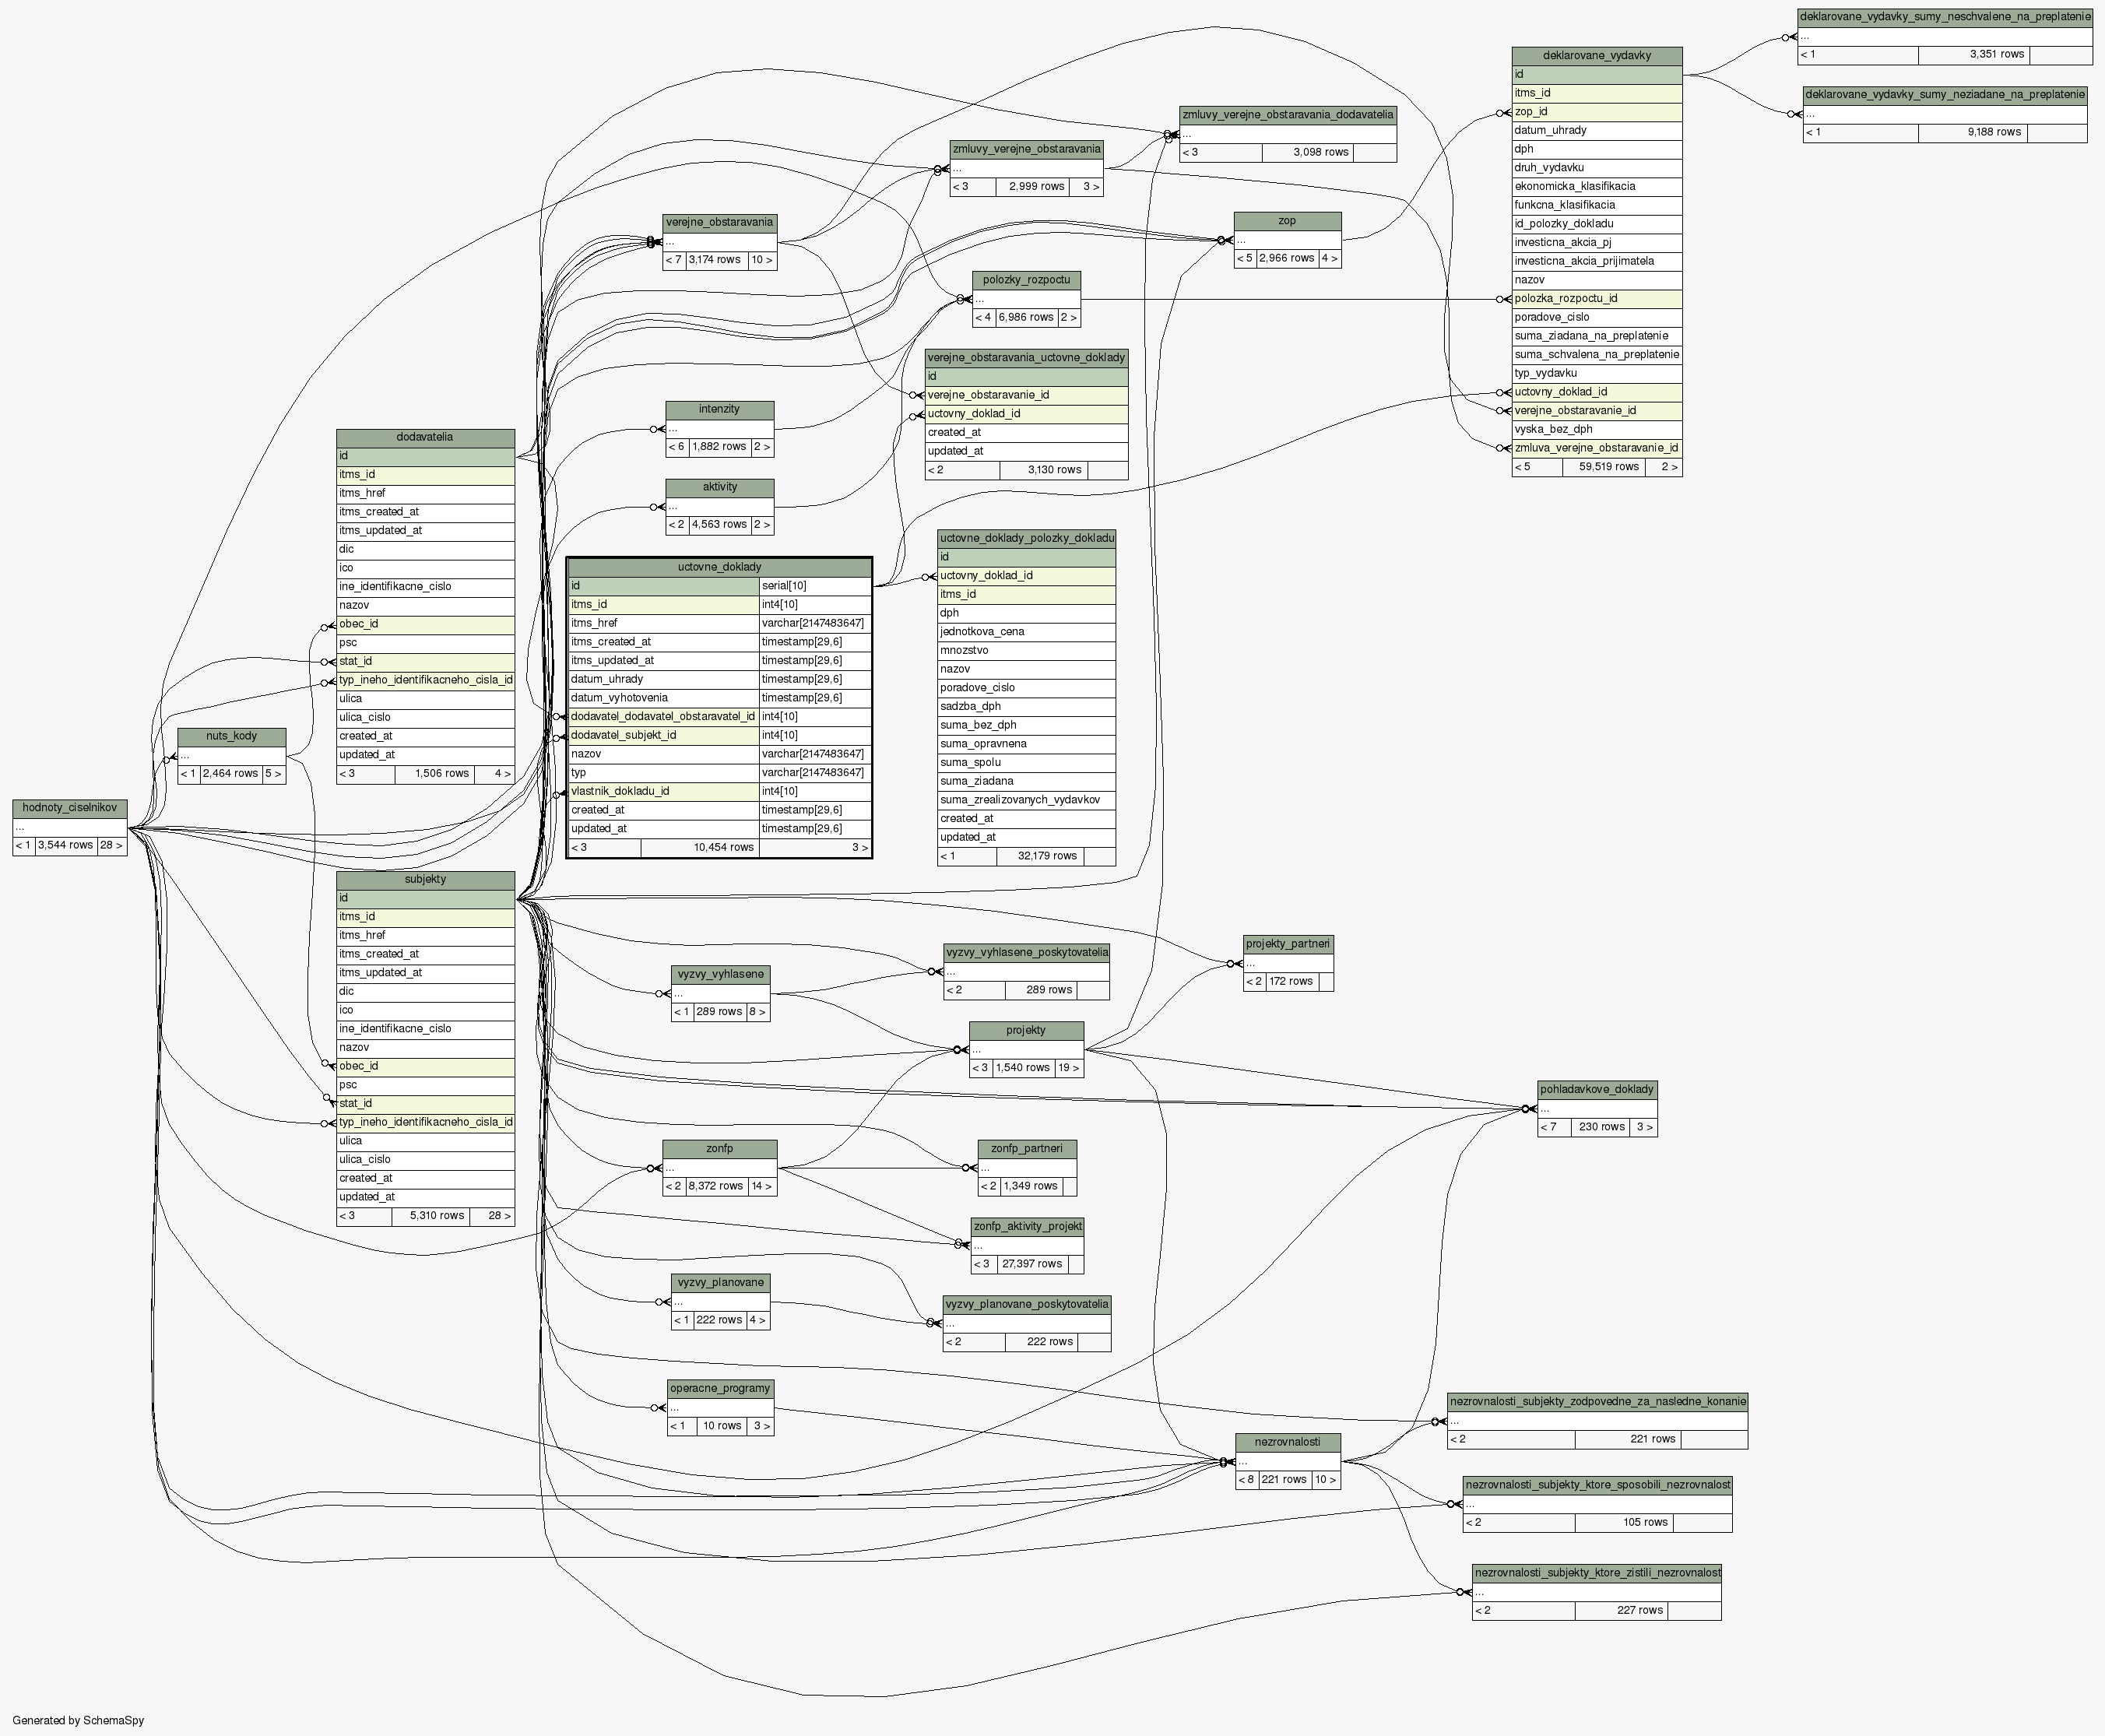 deklarovane_vydavky_sumy_neschvalene_na_preplatenie
...
< 1 3,351 rows
deklarovane_vydavky_sumy_neziadane_na_preplatenie
...
< 1 9,188 rows
deklarovane_vydavky
id
itms_id
zop_id
datum_uhrady
dph
druh_vydavku
ekonomicka_klasifikacia
funkcna_klasifikacia
id_polozky_dokladu
investicna_akcia_pj
investicna_akcia_prijimatela
nazov
polozka_rozpoctu_id
poradove_cislo
suma_ziadana_na_preplatenie
suma_schvalena_na_preplatenie
typ_vydavku
uctovny_doklad_id
verejne_obstaravanie_id
vyska_bez_dph
zmluva_verejne_obstaravanie_id
< 5 59,519 rows 2 >
zmluvy_verejne_obstaravania_dodavatelia
...
< 3 3,098 rows
zmluvy_verejne_obstaravania
...
< 3 2,999 rows 3 >
verejne_obstaravania
...
< 7 3,174 rows 10 >
zop
...
< 5 2,966 rows 4 >
polozky_rozpoctu
...
< 4 6,986 rows 2 >
verejne_obstaravania_uctovne_doklady
id
verejne_obstaravanie_id
uctovny_doklad_id
created_at
updated_at
< 2 3,130 rows
intenzity
...
< 6 1,882 rows 2 >
aktivity
...
< 2 4,563 rows 2 >
dodavatelia
id
itms_id
itms_href
itms_created_at
itms_updated_at
dic
ico
ine_identifikacne_cislo
nazov
obec_id
psc
stat_id
typ_ineho_identifikacneho_cisla_id
ulica
ulica_cislo
created_at
updated_at
< 3 1,506 rows 4 >
uctovne_doklady
id serial[10]
itms_id int4[10]
itms_href varchar[2147483647]
itms_created_at timestamp[29,6]
itms_updated_at timestamp[29,6]
datum_uhrady timestamp[29,6]
datum_vyhotovenia timestamp[29,6]
dodavatel_dodavatel_obstaravatel_id int4[10]
dodavatel_subjekt_id int4[10]
nazov varchar[2147483647]
typ varchar[2147483647]
vlastnik_dokladu_id int4[10]
created_at timestamp[29,6]
updated_at timestamp[29,6]
< 3 10,454 rows 3 >
uctovne_doklady_polozky_dokladu
id
uctovny_doklad_id
itms_id
dph
jednotkova_cena
mnozstvo
nazov
poradove_cislo
sadzba_dph
suma_bez_dph
suma_opravnena
suma_spolu
suma_ziadana
suma_zrealizovanych_vydavkov
created_at
updated_at
< 1 32,179 rows
nuts_kody
...
< 1 2,464 rows 5 >
hodnoty_ciselnikov
...
< 1 3,544 rows 28 >
subjekty
id
itms_id
itms_href
itms_created_at
itms_updated_at
dic
ico
ine_identifikacne_cislo
nazov
obec_id
psc
stat_id
typ_ineho_identifikacneho_cisla_id
ulica
ulica_cislo
created_at
updated_at
< 3 5,310 rows 28 >
vyzvy_vyhlasene_poskytovatelia
...
< 2 289 rows
projekty_partneri
...
< 2 172 rows
vyzvy_vyhlasene
...
< 1 289 rows 8 >
projekty
...
< 3 1,540 rows 19 >
pohladavkove_doklady
...
< 7 230 rows 3 >
zonfp
...
< 2 8,372 rows 14 >
zonfp_partneri
...
< 2 1,349 rows
zonfp_aktivity_projekt
...
< 3 27,397 rows
vyzvy_planovane
...
< 1 222 rows 4 >
vyzvy_planovane_poskytovatelia
...
< 2 222 rows
operacne_programy
...
< 1 10 rows 3 >
nezrovnalosti_subjekty_zodpovedne_za_nasledne_konanie
...
< 2 221 rows
nezrovnalosti
...
< 8 221 rows 10 >
nezrovnalosti_subjekty_ktore_sposobili_nezrovnalost
...
< 2 105 rows
nezrovnalosti_subjekty_ktore_zistili_nezrovnalost
...
< 2 227 rows
Generated by SchemaSpy